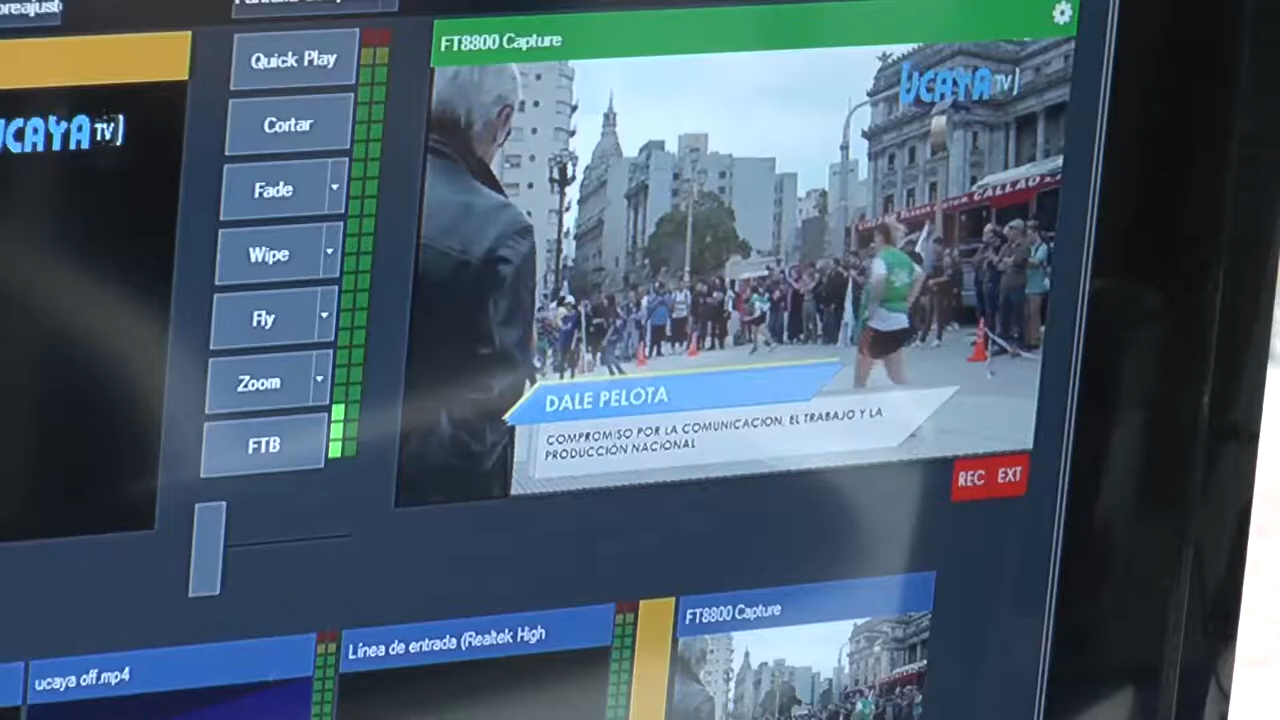 Quick Play
Cortar
Fade
Wipe
Fly
Zoom
FTB
UCAYA TV)
FT8800 Capture
UCAYA TV)
CALLAO
DALE PELOTA
COMPROMISO POR LA COMUNICACION, EL TRABAJO Y LA
PRODUCCIÓN NACIONAL
REC EXT
ucaya off.mp4
Línea de entrada (Realtek High
FT8800 Capture